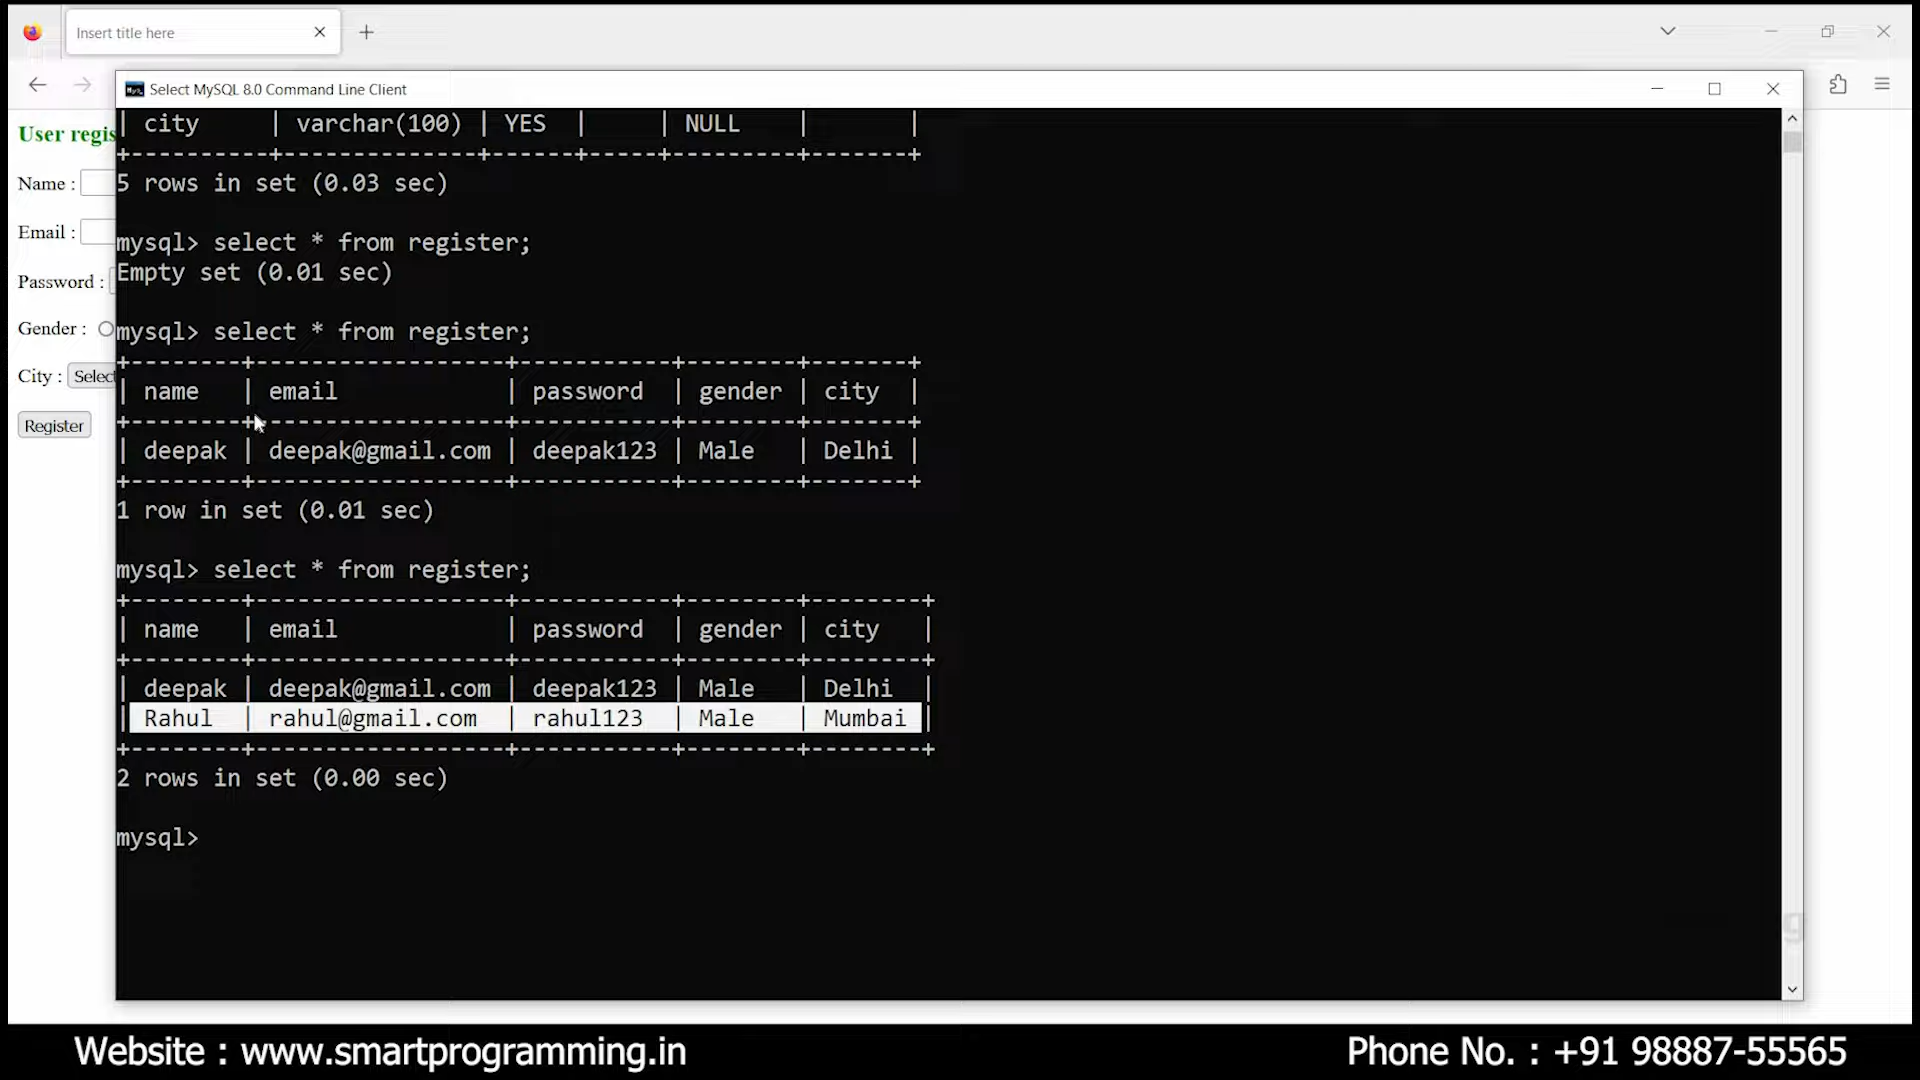 Insert title here
Select MySQL 8.0 Command Line Client
User regis
Name :
Email :
Password :
Gender :
City : Select
Register
| city | varchar(100) | YES | | NULL | |
+----------+--------------+------+-----+---------+-------+
5 rows in set (0.03 sec)
mysql> select * from register;
Empty set (0.01 sec)
mysql> select * from register;
+--------+------------------+-----------+--------+-------+
| name | email | password | gender | city |
+--------+------------------+-----------+--------+-------+
| deepak | deepak@gmail.com | deepak123 | Male | Delhi |
+--------+------------------+-----------+--------+-------+
1 row in set (0.01 sec)
mysql> select * from register;
+--------+------------------+-----------+--------+--------+
| name | email | password | gender | city |
+--------+------------------+-----------+--------+--------+
| deepak | deepak@gmail.com | deepak123 | Male | Delhi |
| Rahul | rahul@gmail.com | rahul123 | Male | Mumbai |
+--------+------------------+-----------+--------+--------+
2 rows in set (0.00 sec)
mysql>
Website : www.smartprogramming.in
Phone No. : +91 98887-55565